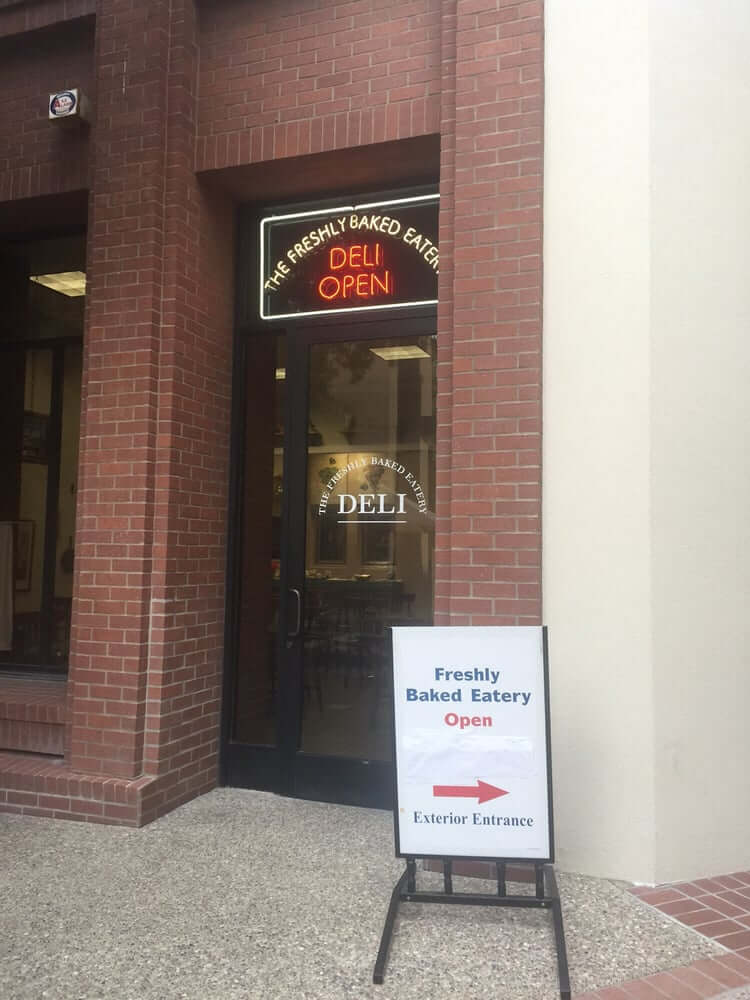 THE FRESHLY BAKED EATERY
DELI
OPEN
THE FRESHLY BAKED EATERY
DELI
Freshly
Baked Eatery
Open
Exterior Entrance